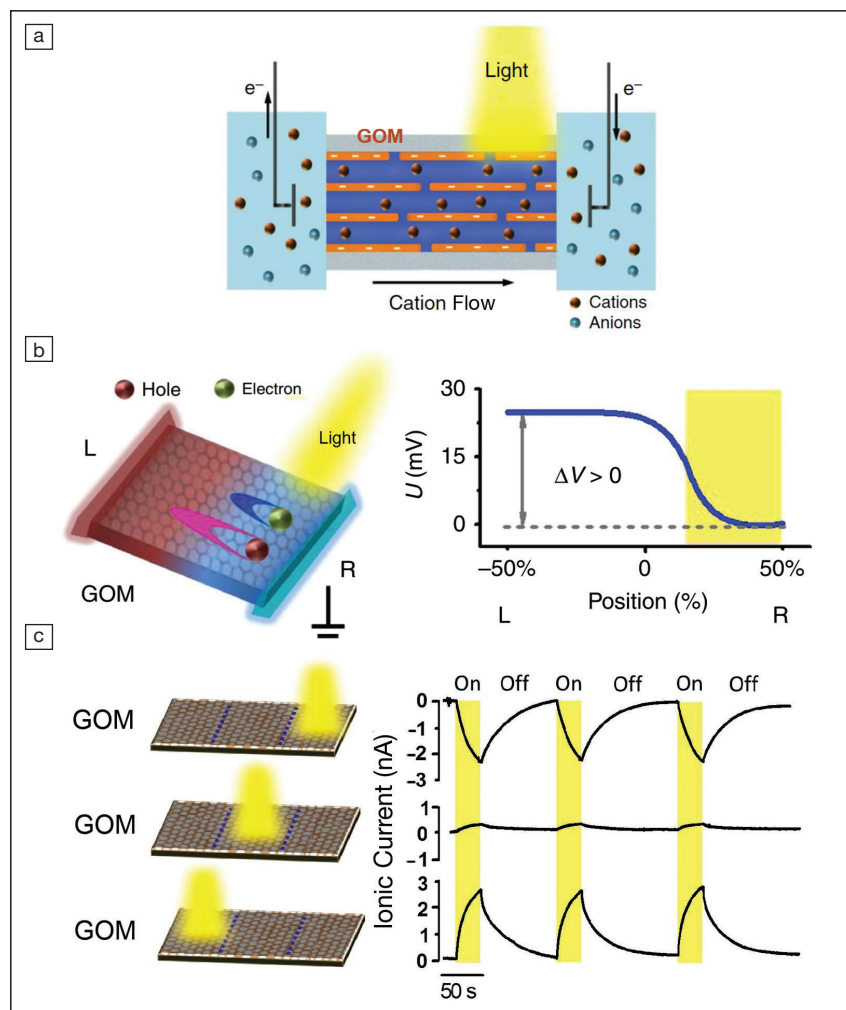 a
Light
e⁻
e⁻
GOM
Cation Flow
Cations
Anions
b
Hole
Electron
Light
L
R
GOM
U (mV)
30
15
0
ΔV > 0
–50%
0
50%
Position (%)
L
R
c
GOM
GOM
GOM
Ionic Current (nA)
On
Off
On
Off
On
Off
0
–1
–2
–3
1
0
–1
3
2
1
0
50 s